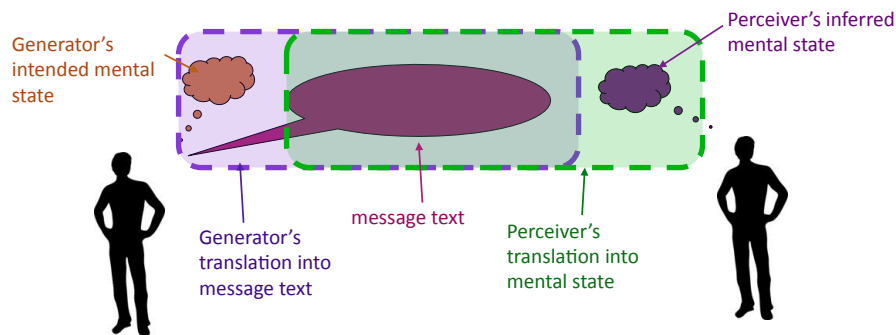 Generator’s
intended mental
state
Perceiver’s inferred
mental state
message text
Generator’s
translation into
message text
Perceiver’s
translation into
mental state